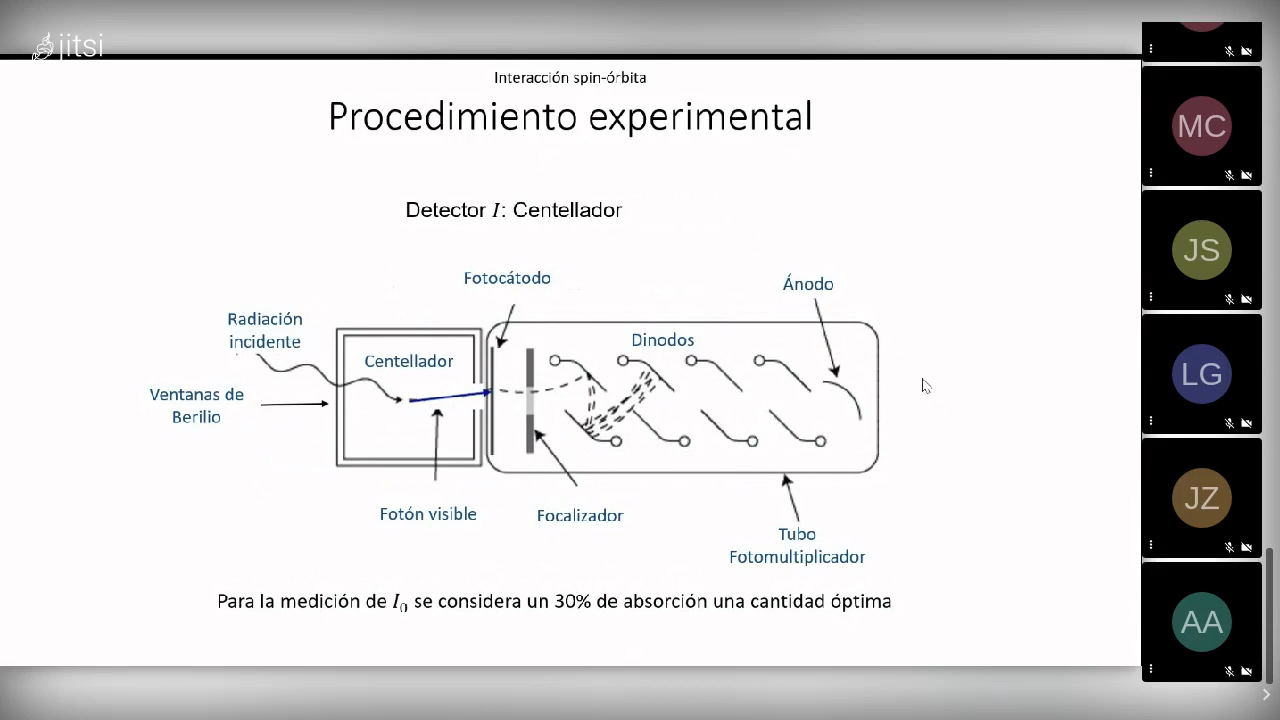 jitsi
Interacción spin-órbita
Procedimiento experimental
Detector I: Centellador
Fotocátodo
Ánodo
Radiación
incidente
Dinodos
Centellador
Ventanas de
Berilio
Fotón visible
Focalizador
Tubo
Fotomultiplicador
Para la medición de I₀ se considera un 30% de absorción una cantidad óptima
MC
JS
LG
JZ
AA